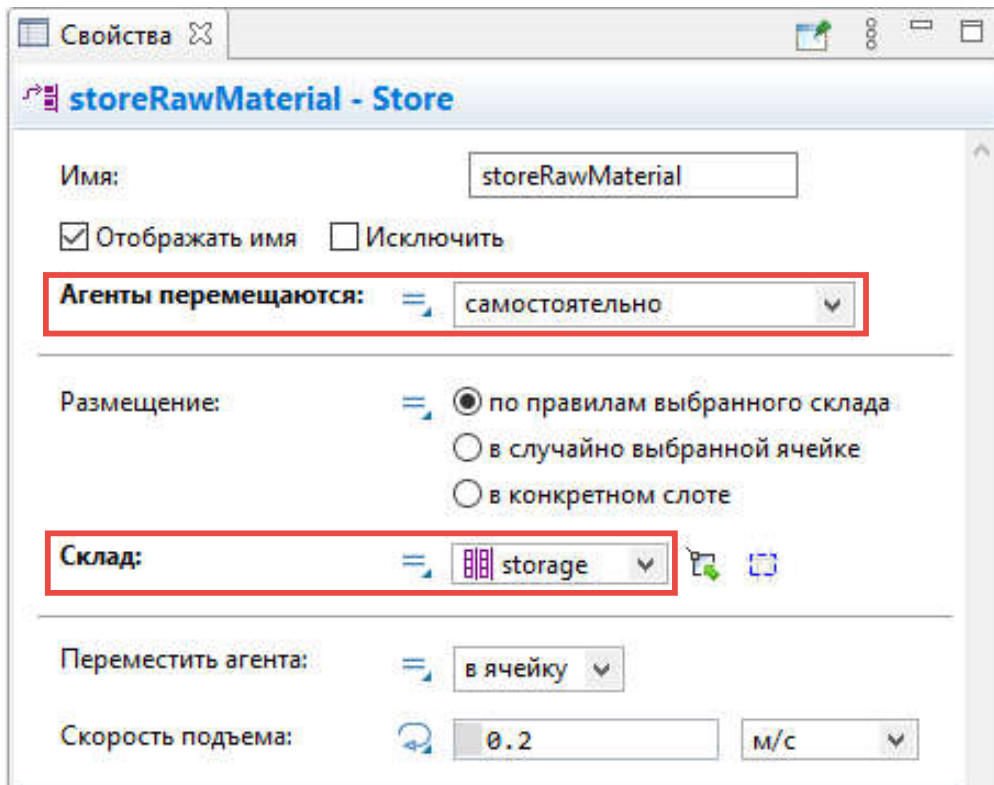 Свойства
storeRawMaterial - Store
Имя: storeRawMaterial
Отображать имя Исключить
Агенты перемещаются: самостоятельно
Размещение: по правилам выбранного склада
в случайно выбранной ячейке
в конкретном слоте
Склад: storage
Переместить агента: в ячейку
Скорость подъема: 0.2 м/с